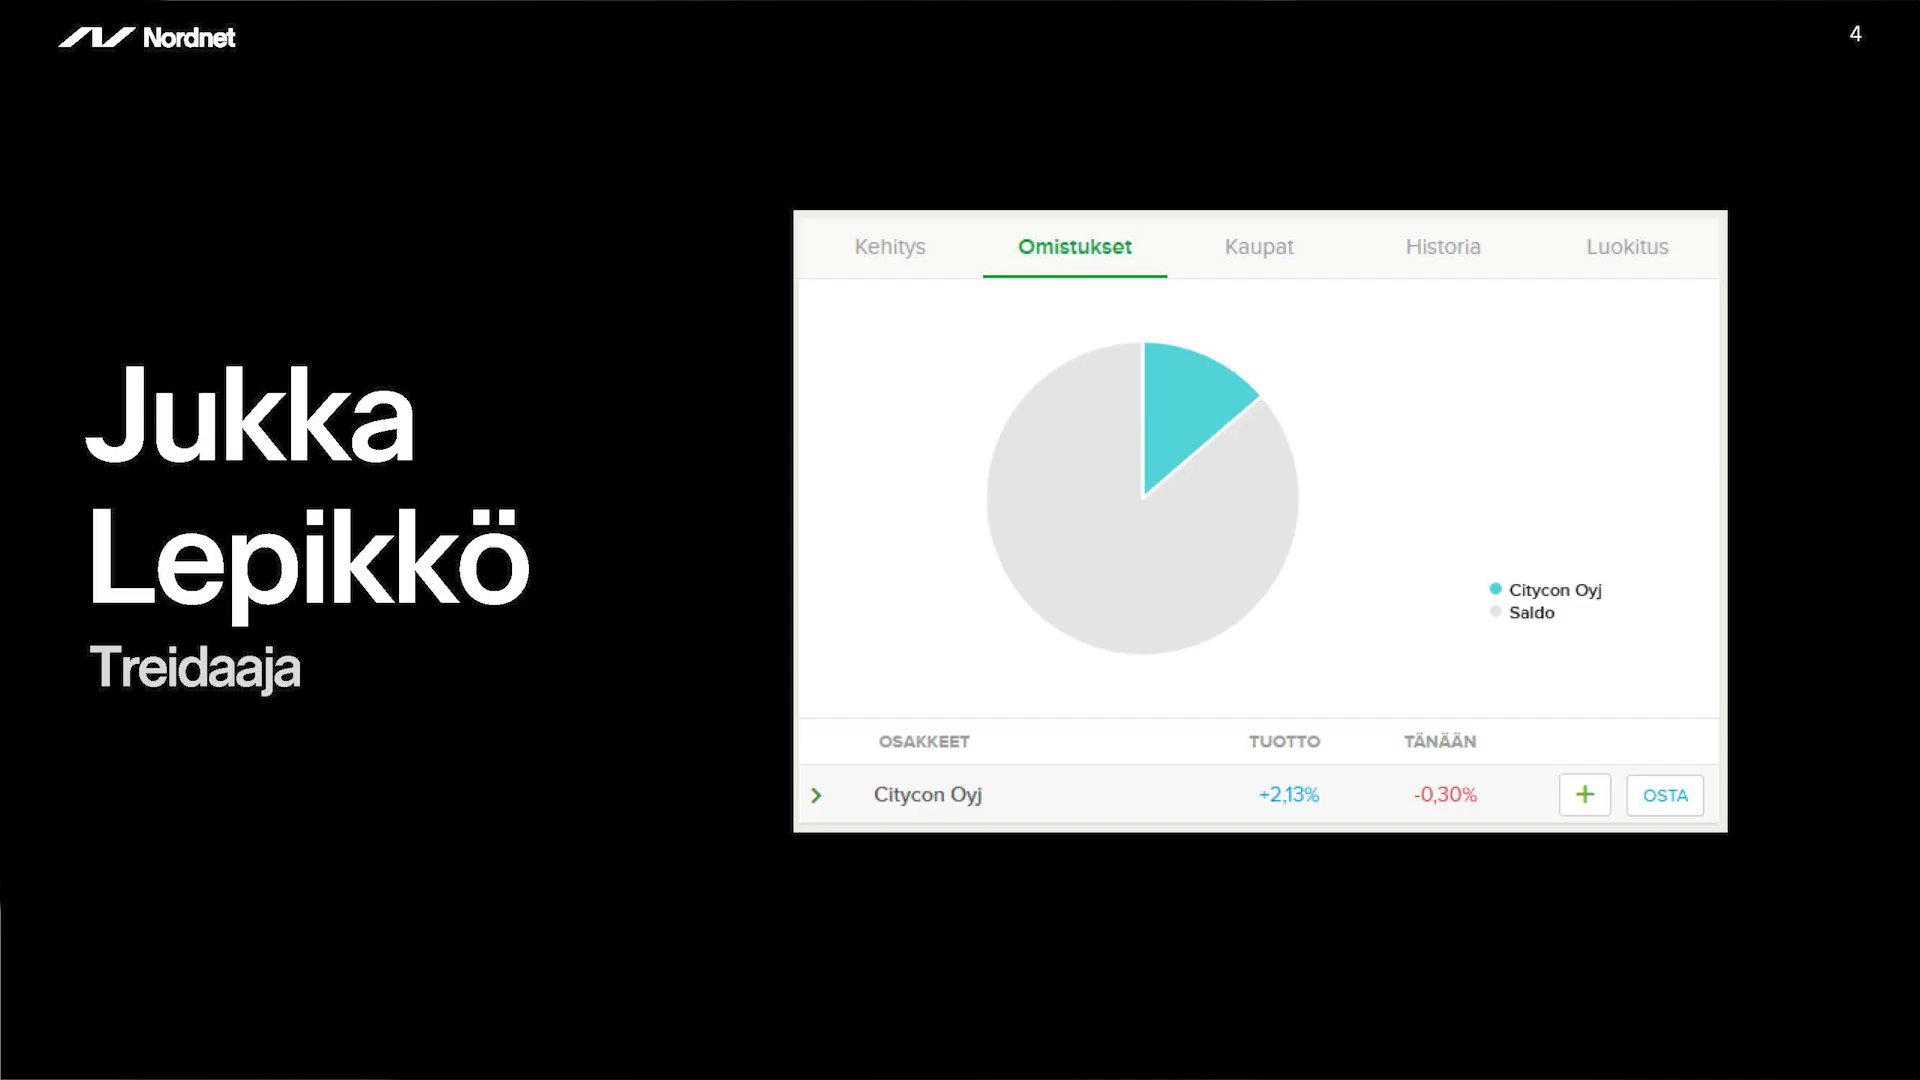 Nordnet
4
Jukka
Lepikkö
Treidaaja
Kehitys Omistukset Kaupat Historia Luokitus
Citycon Oyj
Saldo
OSAKKEET TUOTTO TÄNÄÄN
Citycon Oyj +2,13% -0,30% + OSTA